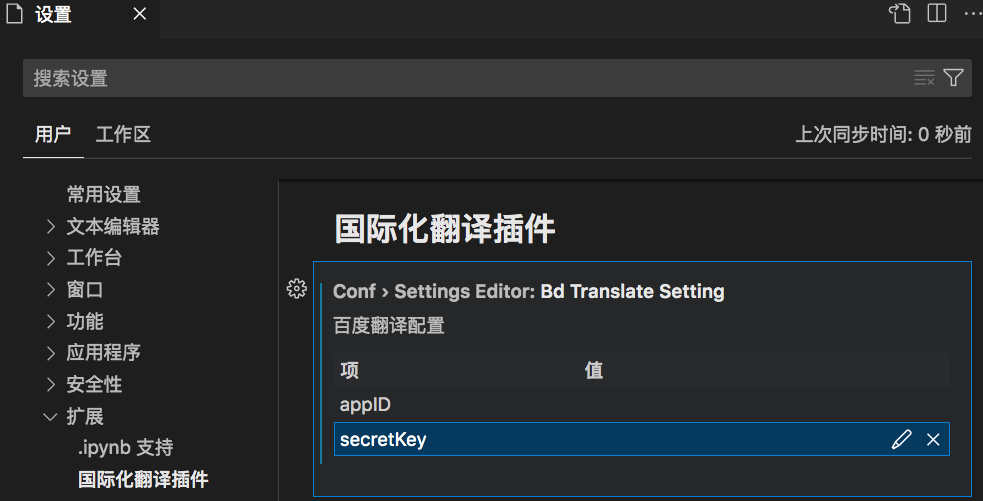 设置
搜索设置
用户 工作区 上次同步时间: 0 秒前
常用设置
文本编辑器
工作台
窗口
功能
应用程序
安全性
扩展
.ipynb 支持
国际化翻译插件
国际化翻译插件
Conf › Settings Editor: Bd Translate Setting
百度翻译配置
项 值
appID
secretKey